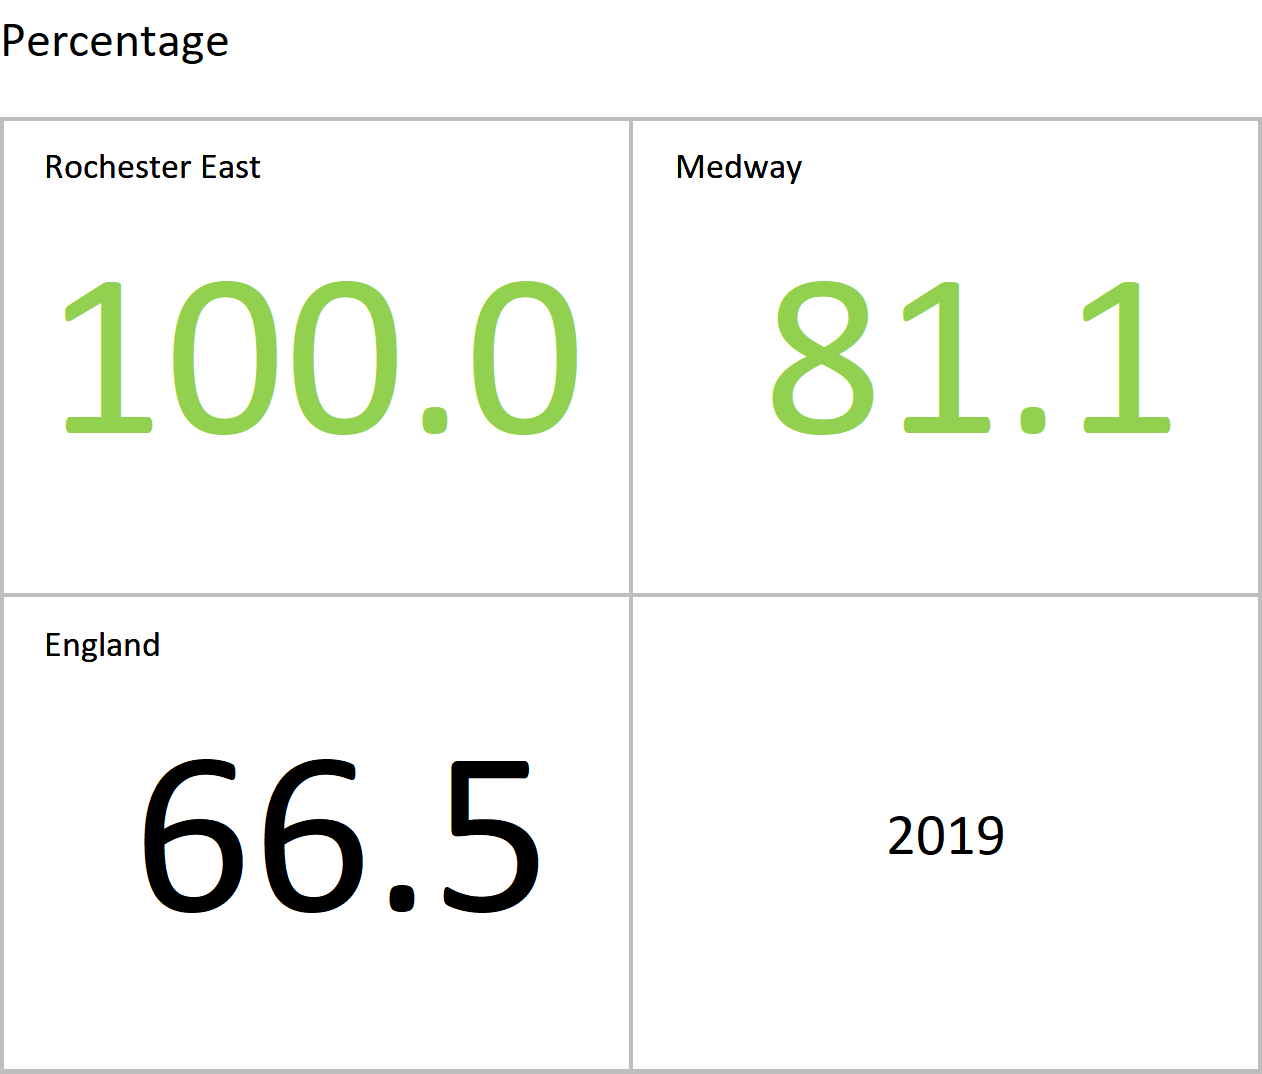 Percentage
Rochester East
Medway
100.0
81.1
England
66.5
2019